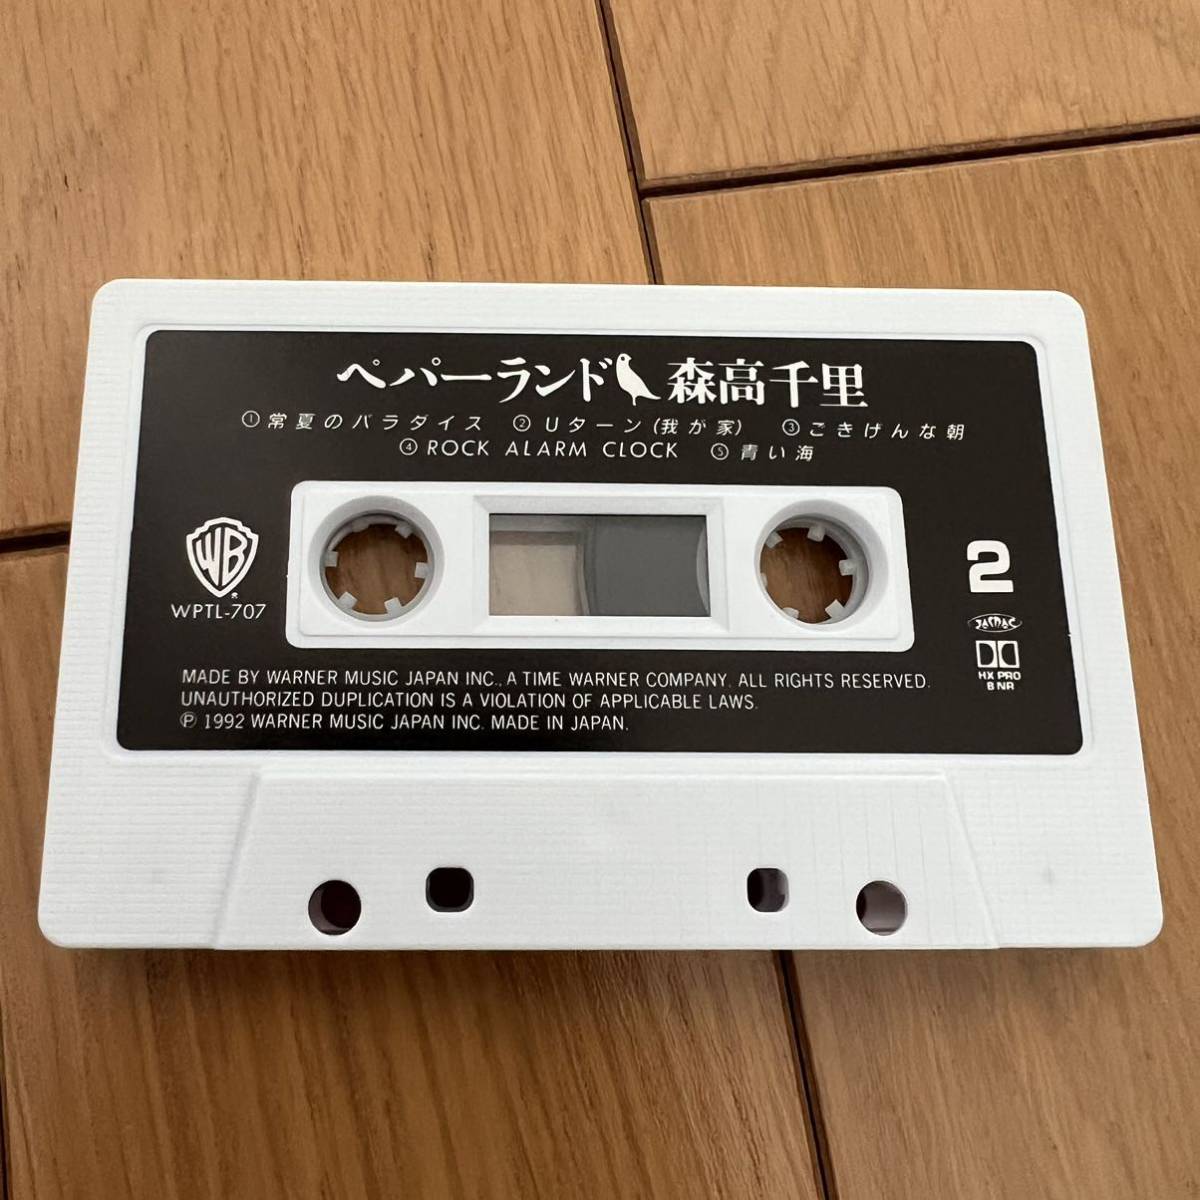 ペパーランド 森高千里
①常夏のパラダイス ②Uターン(我が家) ③ごきげんな朝
④ROCK ALARM CLOCK ⑤青い海
WB
®
WPTL-707
2
JASRAC
HX PRO
B NR
MADE BY WARNER MUSIC JAPAN INC., A TIME WARNER COMPANY. ALL RIGHTS RESERVED.
UNAUTHORIZED DUPLICATION IS A VIOLATION OF APPLICABLE LAWS.
Ⓟ 1992 WARNER MUSIC JAPAN INC. MADE IN JAPAN.